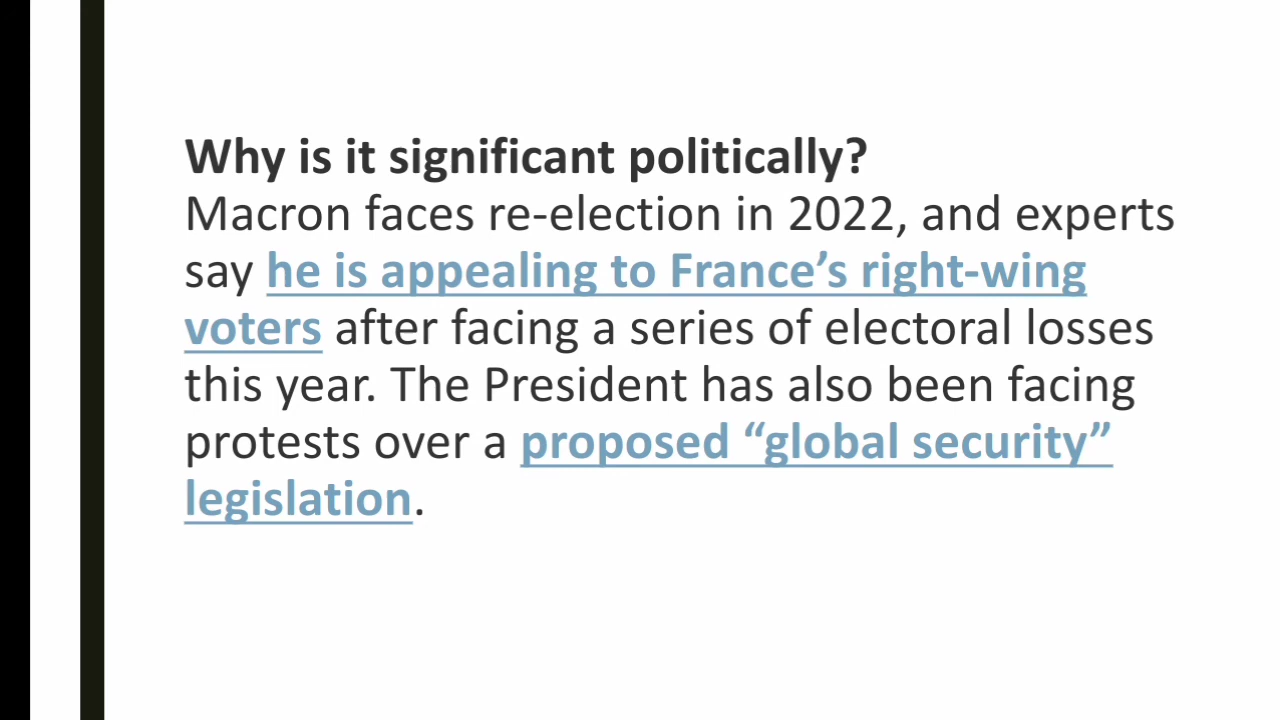 Why is it significant politically?
Macron faces re-election in 2022, and experts
say he is appealing to France’s right-wing
voters after facing a series of electoral losses
this year. The President has also been facing
protests over a proposed “global security”
legislation.